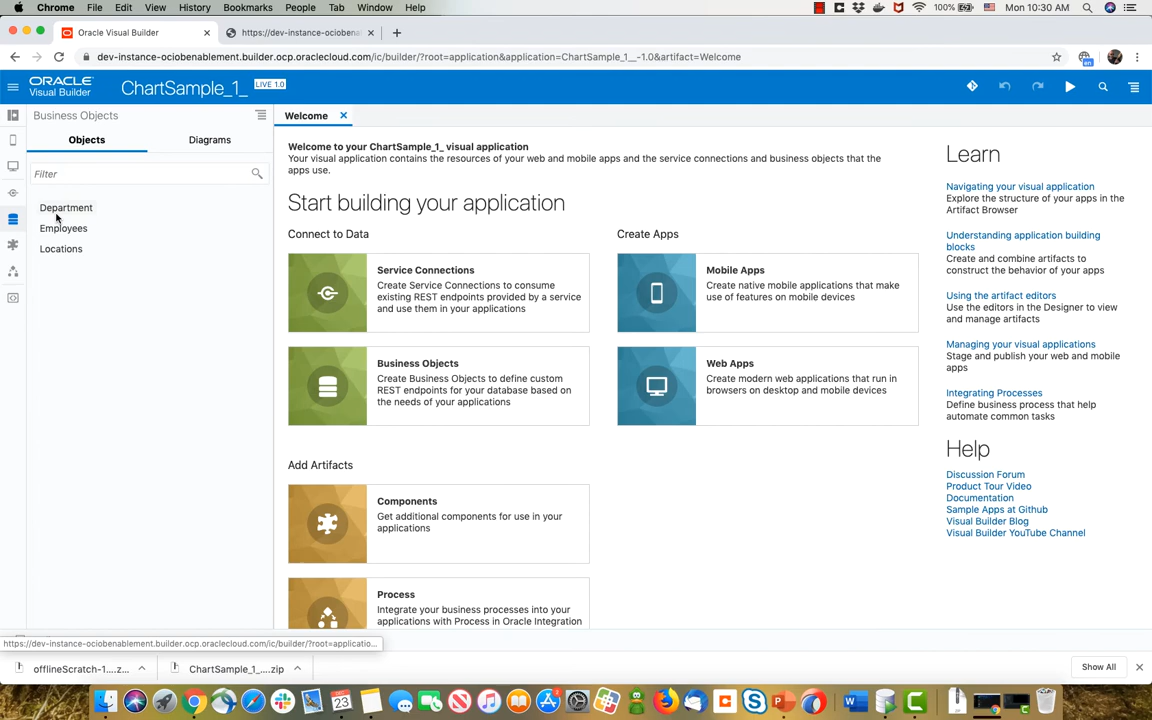 Chrome File Edit View History Bookmarks People Tab Window Help 100% Mon 10:30 AM
Oracle Visual Builder × https://dev-instance-ociobena × +
dev-instance-ociobenablement.builder.ocp.oraclecloud.com/ic/builder/?root=application&application=ChartSample_1__-1.0&artifact=Welcome
ORACLE
Visual Builder
ChartSample_1_
LIVE 1.0
Business Objects
Objects Diagrams
Filter
Department
Employees
Locations
Welcome ×
Welcome to your ChartSample_1_ visual application
Your visual application contains the resources of your web and mobile apps and the service connections and business objects that the
apps use.
Start building your application
Connect to Data
Service Connections
Create Service Connections to consume
existing REST endpoints provided by a service
and use them in your applications
Business Objects
Create Business Objects to define custom
REST endpoints for your database based on
the needs of your applications
Create Apps
Mobile Apps
Create native mobile applications that make
use of features on mobile devices
Web Apps
Create modern web applications that run in
browsers on desktop and mobile devices
Add Artifacts
Components
Get additional components for use in your
applications
Process
Integrate your business processes into your
applications with Process in Oracle Integration
Learn
Navigating your visual application
Explore the structure of your apps in the
Artifact Browser
Understanding application building
blocks
Create and combine artifacts to
construct the behavior of your apps
Using the artifact editors
Use the editors in the Designer to view
and manage artifacts
Managing your visual applications
Stage and publish your web and mobile
apps
Integrating Processes
Define business process that help
automate common tasks
Help
Discussion Forum
Product Tour Video
Documentation
Sample Apps at Github
Visual Builder Blog
Visual Builder YouTube Channel
https://dev-instance-ociobenablement.builder.ocp.oraclecloud.com/ic/builder/?root=applicatio...
offlineScratch-1....z... ChartSample_1_....zip Show All
23